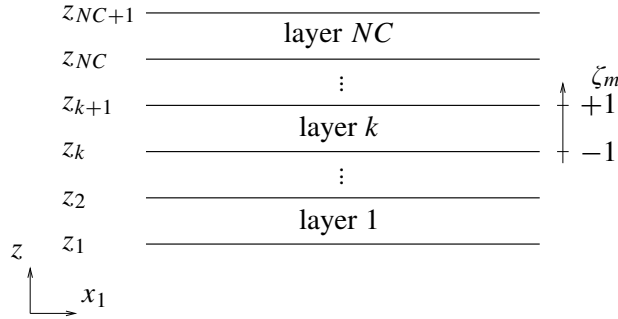 z_{NC+1}
layer NC
z_{NC}
⋮
ζ_m
z_{k+1}
+1
layer k
z_k
−1
⋮
z_2
layer 1
z_1
z
x_1